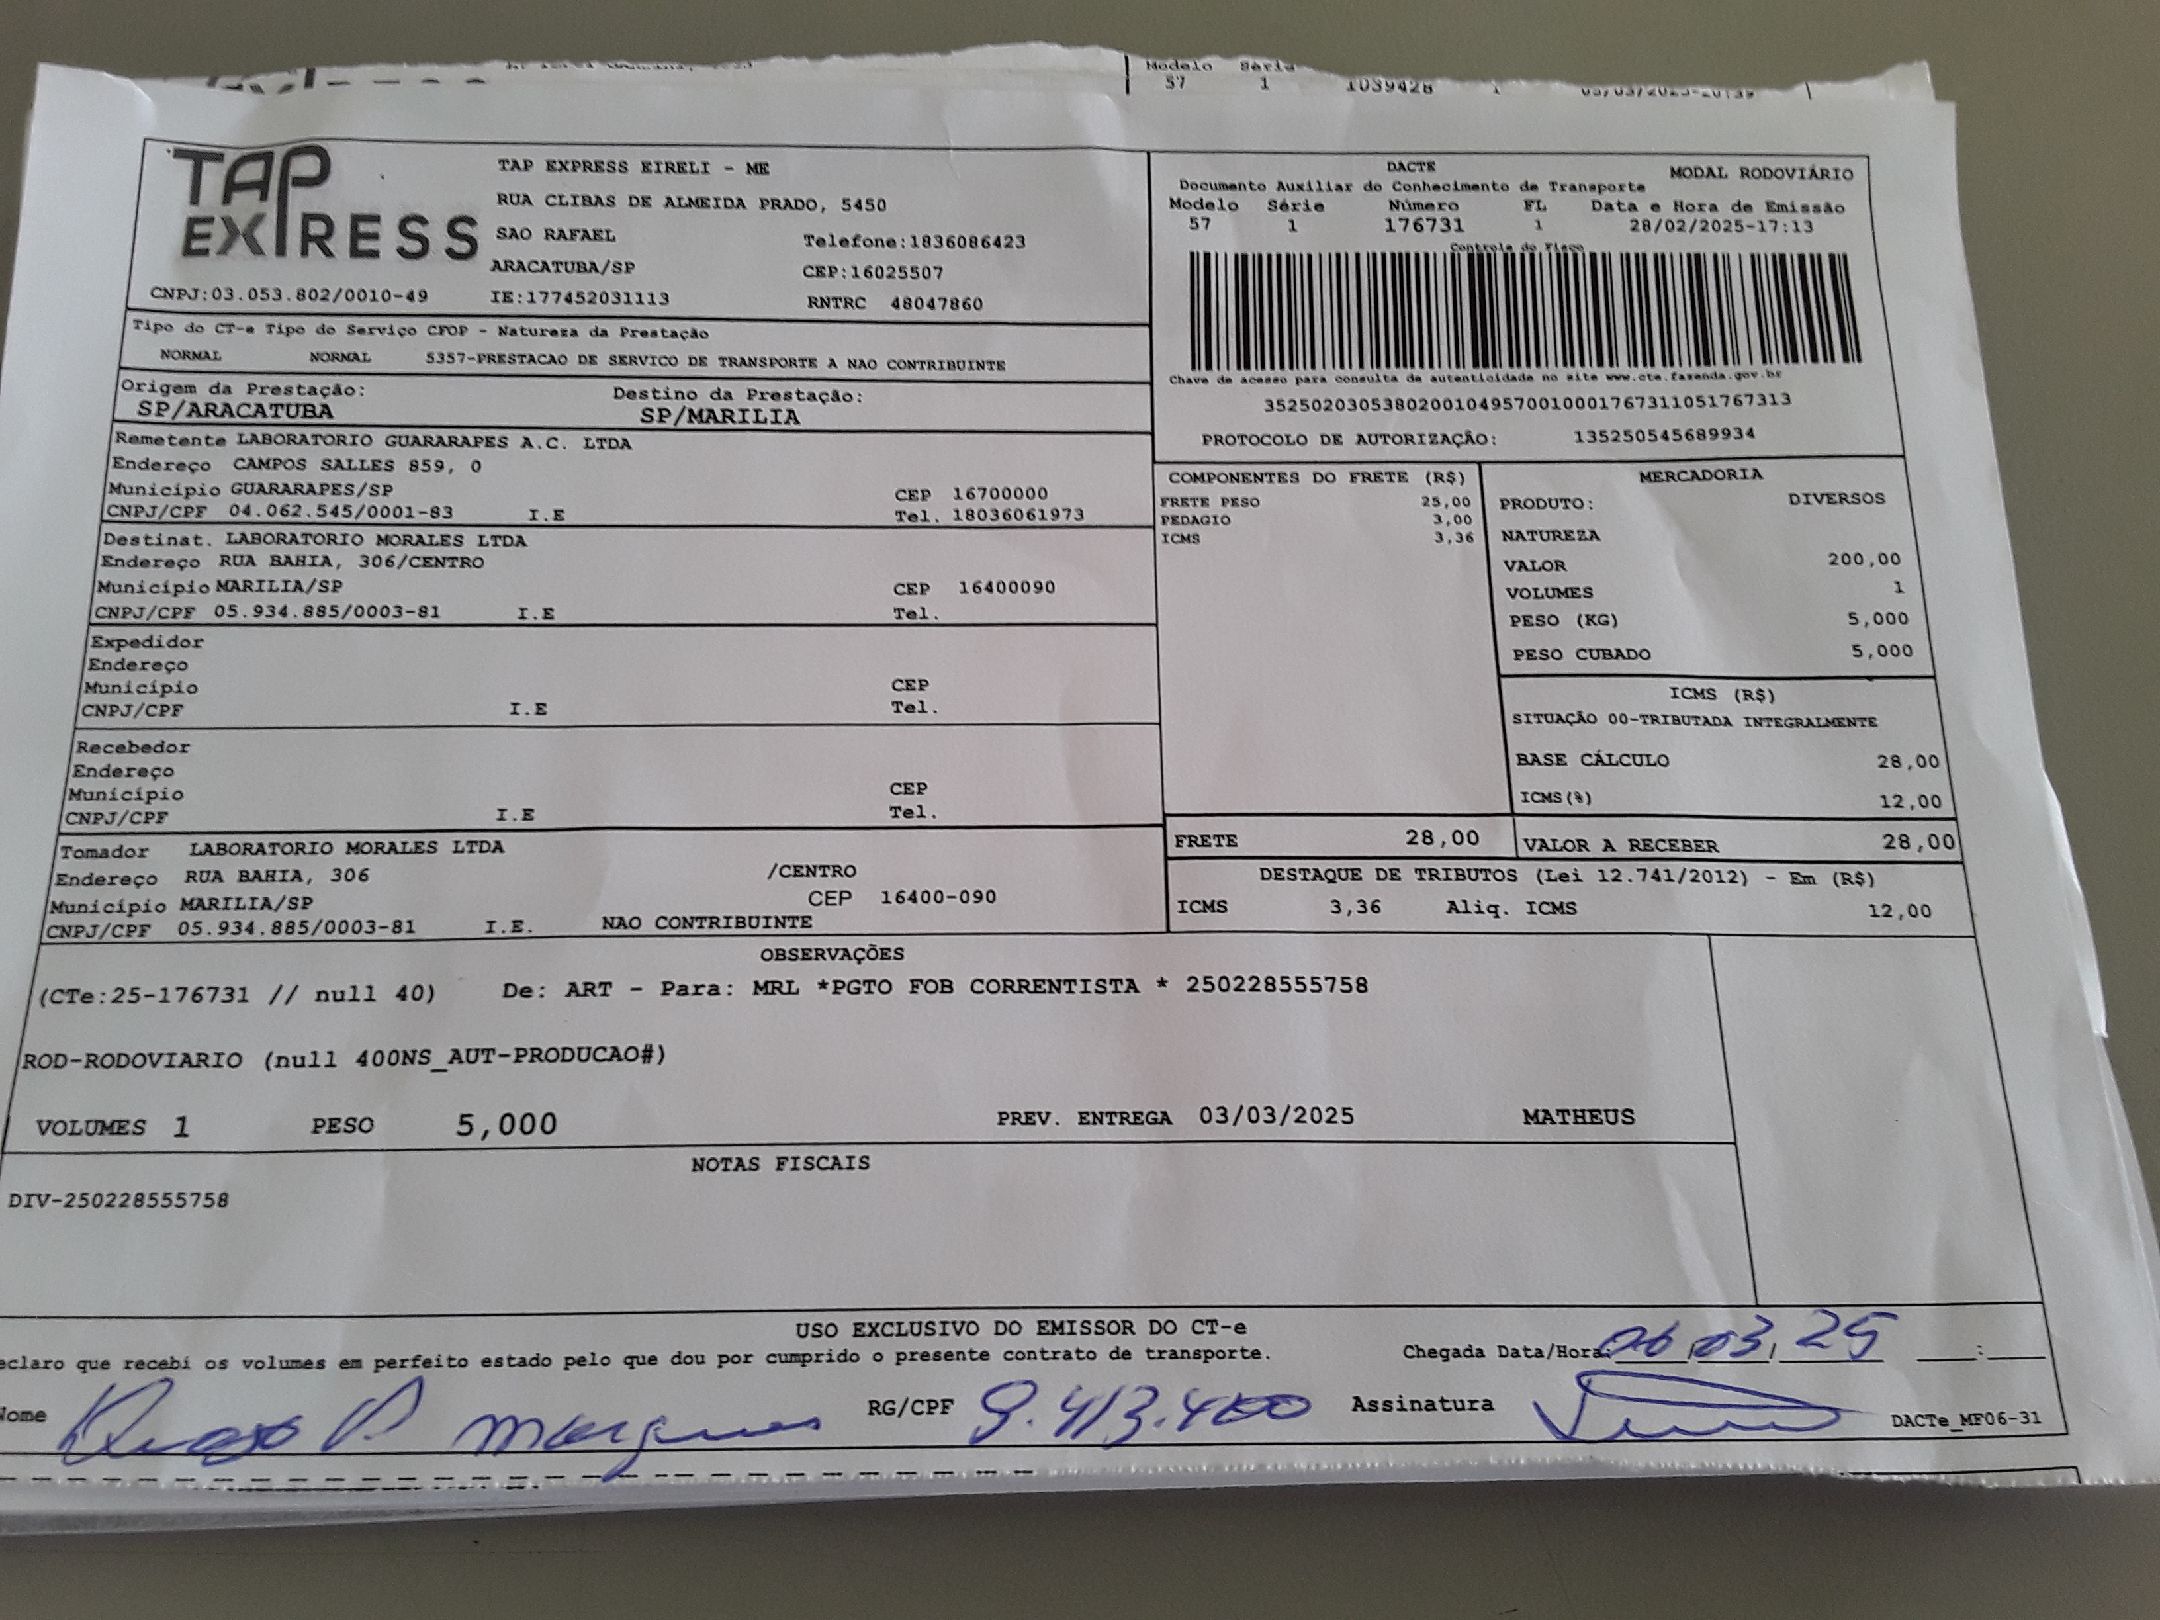 Modelo Série
57 1 1039428 1
TAP EXPRESS
TAP EXPRESS EIRELI - ME
RUA CLIBAS DE ALMEIDA PRADO, 5450
SAO RAFAEL Telefone:1836086423
ARACATUBA/SP CEP:16025507
CNPJ:03.053.802/0010-49 IE:177452031113 RNTRC 48047860
DACTE MODAL RODOVIÁRIO
Documento Auxiliar do Conhecimento de Transporte
Modelo Série Número FL Data e Hora de Emissão
57 1 176731 1 28/02/2025-17:13
Controle do Fisco
Chave de acesso para consulta de autenticidade no site www.cte.fazenda.gov.br
35250203053802001049570010001767311051767313
PROTOCOLO DE AUTORIZAÇÃO: 135250545689934
Tipo do CT-e Tipo do Serviço CFOP - Natureza da Prestação
NORMAL NORMAL 5357-PRESTACAO DE SERVICO DE TRANSPORTE A NAO CONTRIBUINTE
Origem da Prestação: Destino da Prestação:
SP/ARACATUBA SP/MARILIA
Remetente LABORATORIO GUARARAPES A.C. LTDA
Endereço CAMPOS SALLES 859, 0
Município GUARARAPES/SP CEP 16700000
CNPJ/CPF 04.062.545/0001-83 I.E Tel. 18036061973
Destinat. LABORATORIO MORALES LTDA
Endereço RUA BAHIA, 306/CENTRO
Município MARILIA/SP CEP 16400090
CNPJ/CPF 05.934.885/0003-81 I.E Tel.
Expedidor
Endereço
Município CEP
CNPJ/CPF I.E Tel.
Recebedor
Endereço
Município CEP
CNPJ/CPF I.E Tel.
Tomador LABORATORIO MORALES LTDA
Endereço RUA BAHIA, 306 /CENTRO
Município MARILIA/SP CEP 16400-090
CNPJ/CPF 05.934.885/0003-81 I.E. NAO CONTRIBUINTE
COMPONENTES DO FRETE (R$)
FRETE PESO 25,00
PEDAGIO 3,00
ICMS 3,36
MERCADORIA
PRODUTO: DIVERSOS
NATUREZA
VALOR 200,00
VOLUMES 1
PESO (KG) 5,000
PESO CUBADO 5,000
ICMS (R$)
SITUAÇÃO 00-TRIBUTADA INTEGRALMENTE
BASE CÁLCULO 28,00
ICMS(%) 12,00
FRETE 28,00 VALOR A RECEBER 28,00
DESTAQUE DE TRIBUTOS (Lei 12.741/2012) - Em (R$)
ICMS 3,36 Aliq. ICMS 12,00
OBSERVAÇÕES
(CTe:25-176731 // null 40) De: ART - Para: MRL *PGTO FOB CORRENTISTA * 250228555758
ROD-RODOVIARIO (null 400NS_AUT-PRODUCAO#)
VOLUMES 1 PESO 5,000 PREV. ENTREGA 03/03/2025 MATHEUS
NOTAS FISCAIS
DIV-250228555758
USO EXCLUSIVO DO EMISSOR DO CT-e
eclaro que recebi os volumes em perfeito estado pelo que dou por cumprido o presente contrato de transporte. Chegada Data/Hora: 06/03/25 :
Nome Marques RG/CPF 9.413.400 Assinatura DACTe_MF06-31